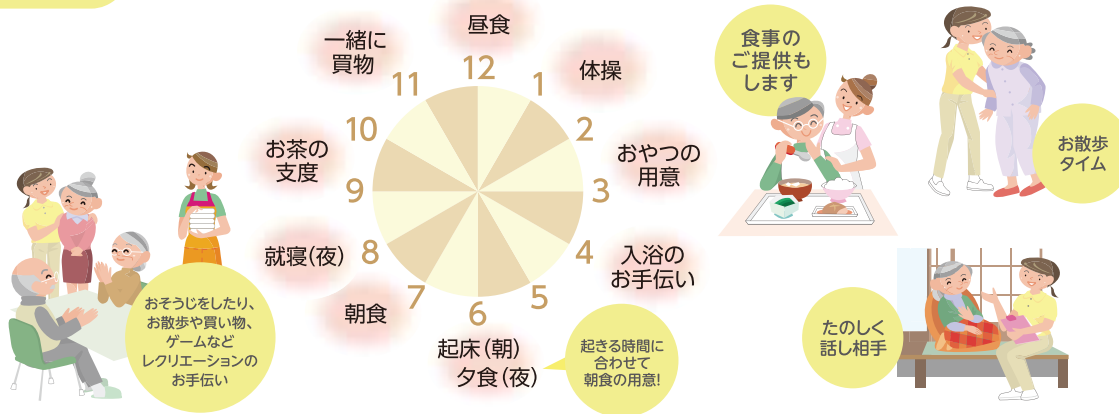 昼食
12
体操
1
2
おやつの
用意
3
4
入浴の
お手伝い
5
6
起床(朝)
夕食(夜)
起きる時間に
合わせて
朝食の用意!
7
朝食
8
就寝(夜)
9
お茶の
支度
10
11
一緒に
買物
おそうじをしたり、
お散歩や買い物、
ゲームなど
レクリエーションの
お手伝い
食事の
ご提供も
します
お散歩
タイム
たのしく
話し相手